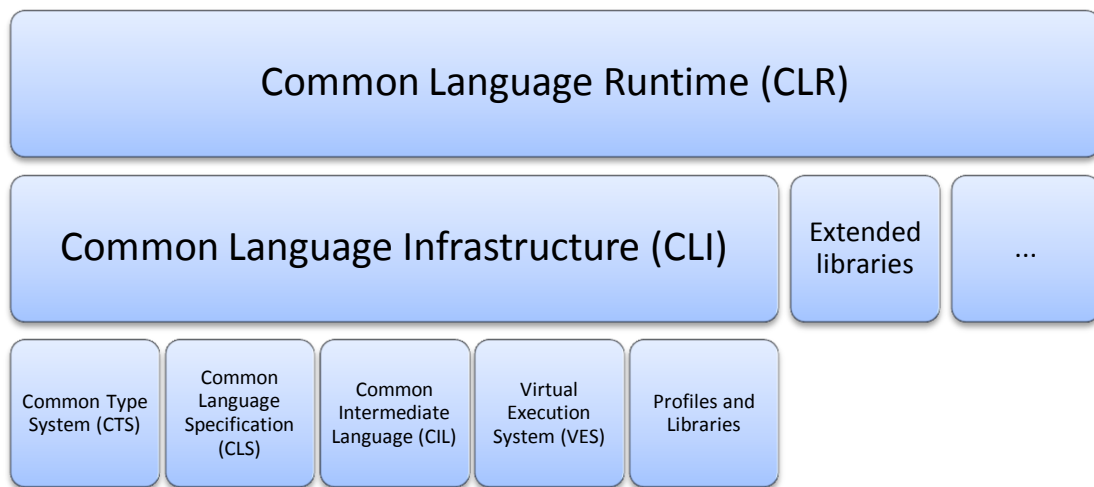 Common Language Runtime (CLR)
Common Language Infrastructure (CLI)
Extended
libraries
...
Common Type
System (CTS)
Common
Language
Specification
(CLS)
Common
Intermediate
Language (CIL)
Virtual
Execution
System (VES)
Profiles and
Libraries